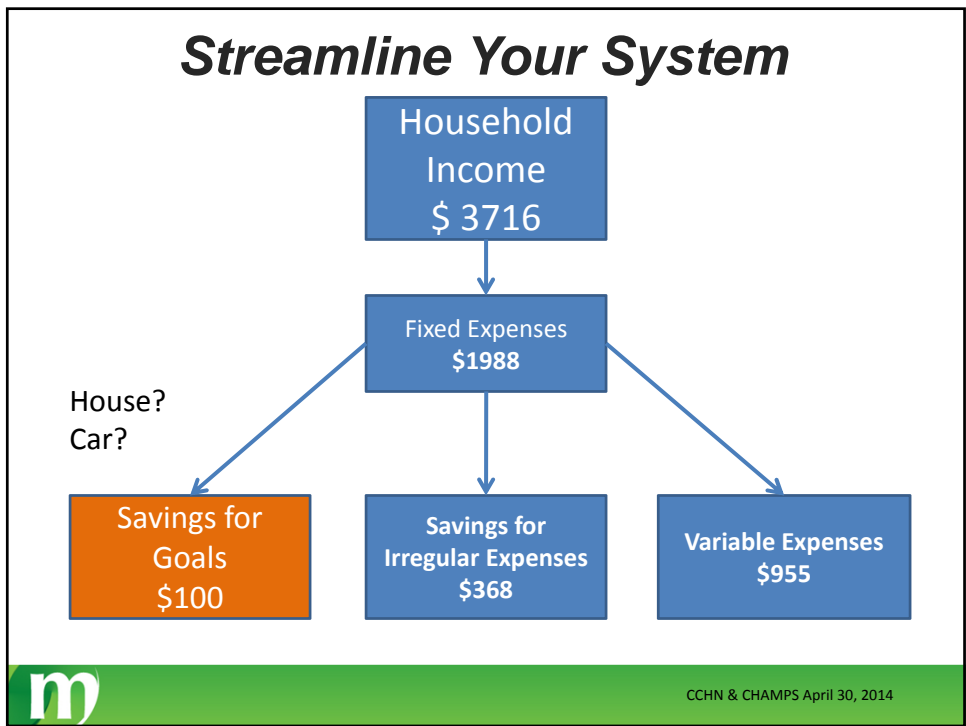 Streamline Your System
Household
Income
$ 3716
Fixed Expenses
$1988
House?
Car?
Savings for
Goals
$100
Savings for
Irregular Expenses
$368
Variable Expenses
$955
m
CCHN & CHAMPS April 30, 2014